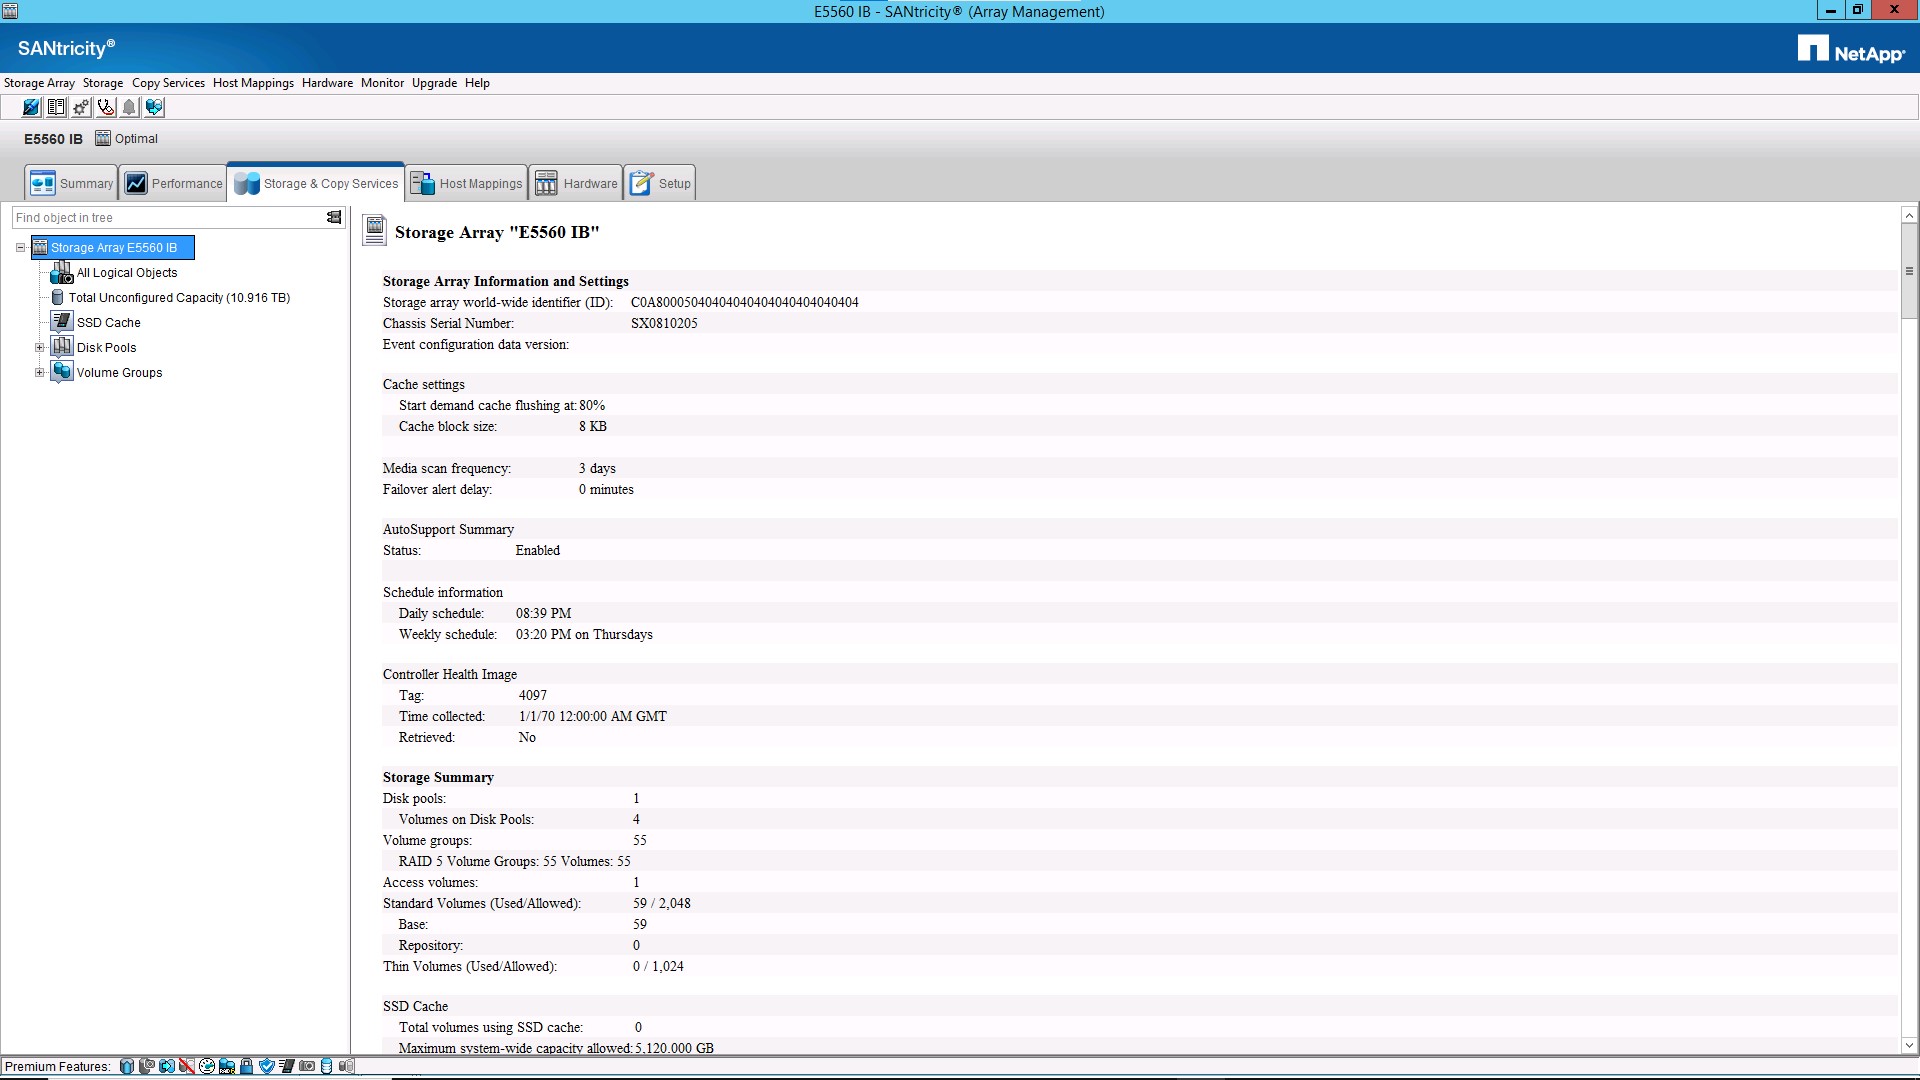 E5560 IB - SANtricity® (Array Management)
SANtricity®
NetApp®
Storage Array Storage Copy Services Host Mappings Hardware Monitor Upgrade Help
E5560 IB Optimal
Summary Performance Storage & Copy Services Host Mappings Hardware Setup
Find object in tree
Storage Array E5560 IB
All Logical Objects
Total Unconfigured Capacity (10.916 TB)
SSD Cache
Disk Pools
Volume Groups
Storage Array "E5560 IB"
Storage Array Information and Settings
Storage array world-wide identifier (ID): C0A80005040404040404040404040404
Chassis Serial Number: SX0810205
Event configuration data version:
Cache settings
Start demand cache flushing at: 80%
Cache block size: 8 KB
Media scan frequency: 3 days
Failover alert delay: 0 minutes
AutoSupport Summary
Status: Enabled
Schedule information
Daily schedule: 08:39 PM
Weekly schedule: 03:20 PM on Thursdays
Controller Health Image
Tag: 4097
Time collected: 1/1/70 12:00:00 AM GMT
Retrieved: No
Storage Summary
Disk pools: 1
Volumes on Disk Pools: 4
Volume groups: 55
RAID 5 Volume Groups: 55 Volumes: 55
Access volumes: 1
Standard Volumes (Used/Allowed): 59 / 2,048
Base: 59
Repository: 0
Thin Volumes (Used/Allowed): 0 / 1,024
SSD Cache
Total volumes using SSD cache: 0
Maximum system-wide capacity allowed: 5,120.000 GB
Premium Features: